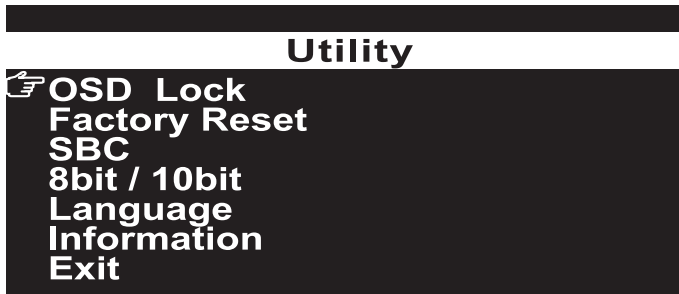 Utility
OSD Lock
Factory Reset
SBC
8bit / 10bit
Language
Information
Exit